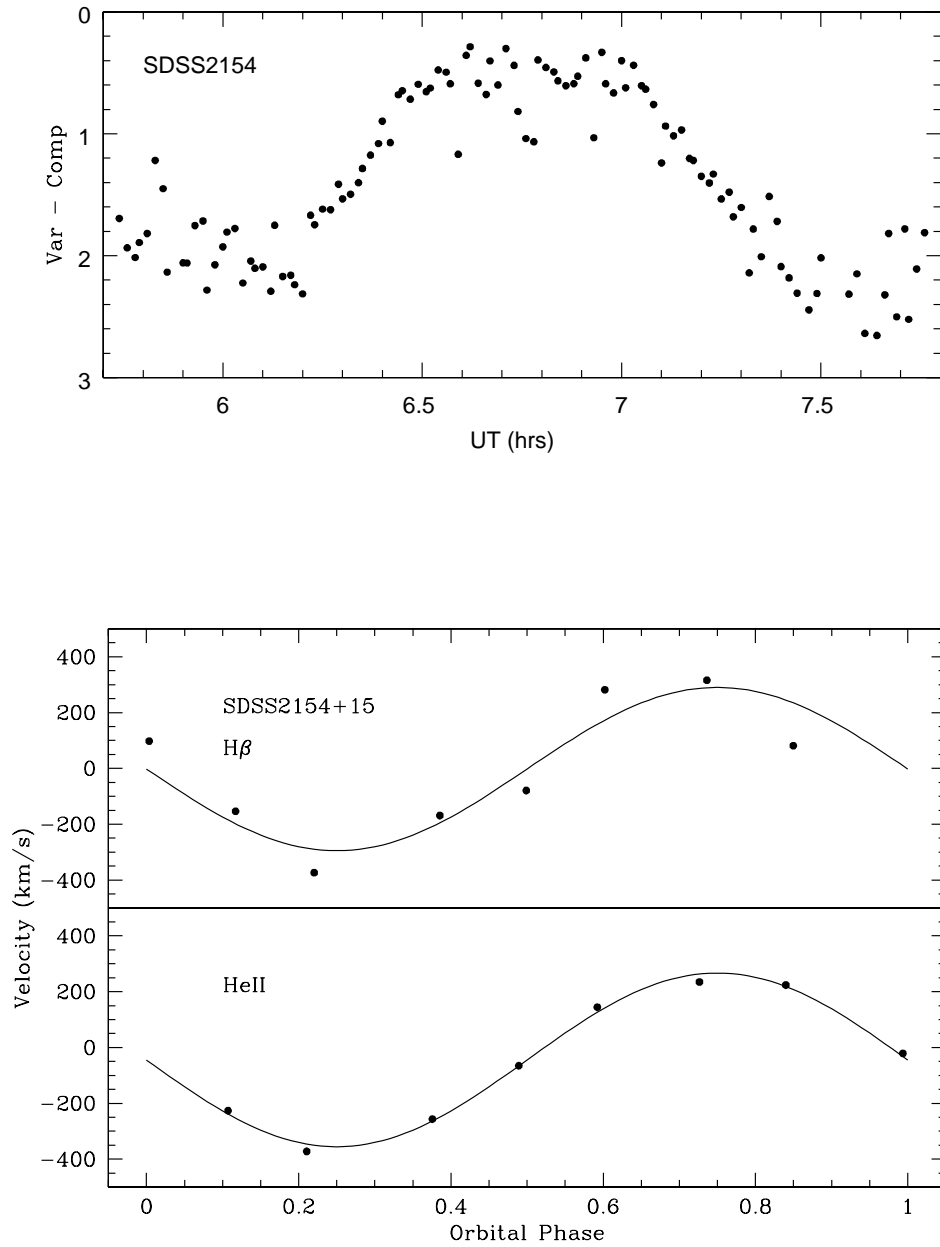 0
SDSS2154
1
Var - Comp
2
3
6 6.5 7 7.5
UT (hrs)
400
SDSS2154+15
200
Hβ
0
-200
-400
Velocity (km/s)
400
HeII
200
0
-200
-400
0 0.2 0.4 0.6 0.8 1
Orbital Phase